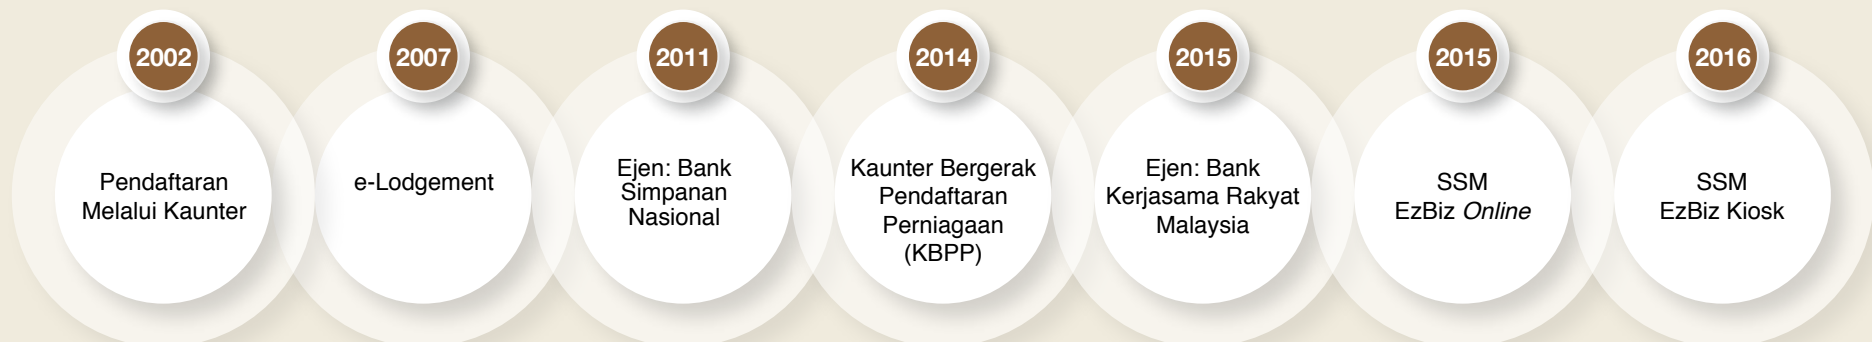 2002
Pendaftaran
Melalui Kaunter
2007
e-Lodgement
2011
Ejen: Bank
Simpanan
Nasional
2014
Kaunter Bergerak
Pendaftaran
Perniagaan
(KBPP)
2015
Ejen: Bank
Kerjasama Rakyat
Malaysia
2015
SSM
EzBiz Online
2016
SSM
EzBiz Kiosk